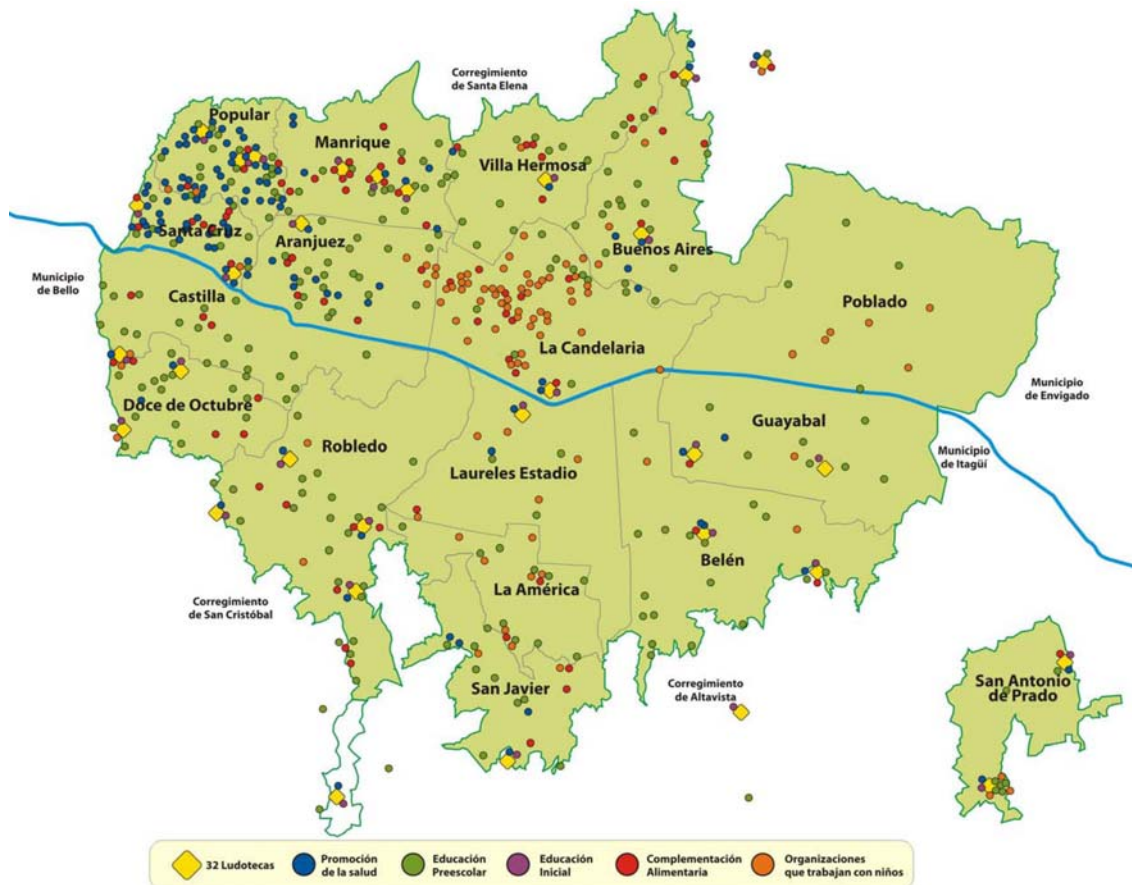 Corregimiento
de Santa Elena
Popular
Manrique
Villa Hermosa
Santa Cruz
Aranjuez
Buenos Aires
Municipio
de Bello
Castilla
Poblado
La Candelaria
Municipio
de Envigado
Doce de Octubre
Guayabal
Robledo
Laureles Estadio
Municipio
de Itagüí
Belén
La América
Corregimiento
de San Cristóbal
San Javier
Corregimiento
de Altavista
San Antonio
de Prado
32 Ludotecas
Promoción
de la salud
Educación
Preescolar
Educación
Inicial
Complementación
Alimentaria
Organizaciones
que trabajan con niños